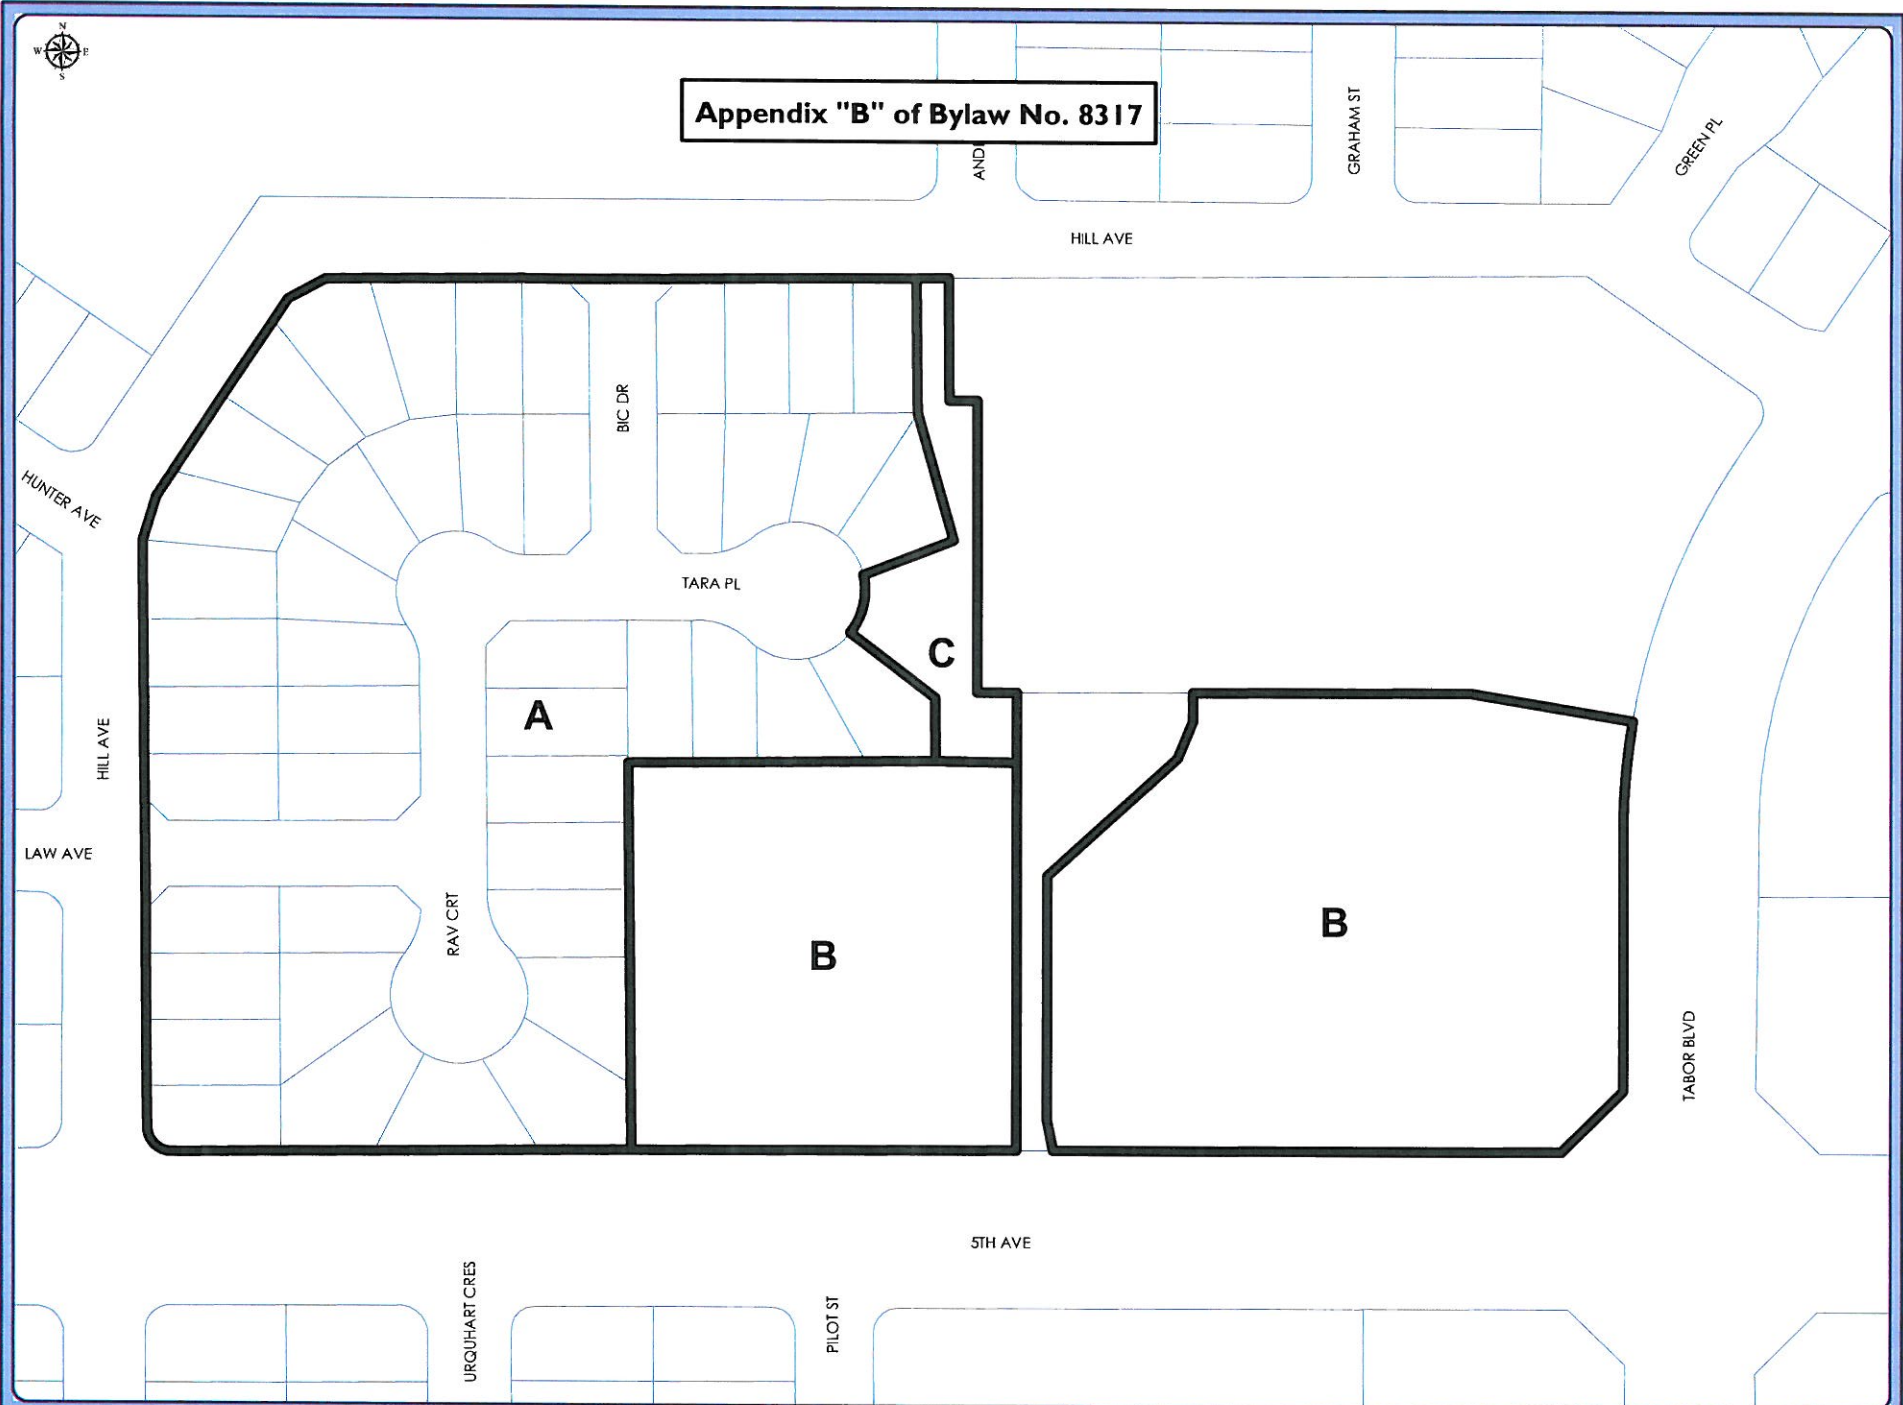 N
W E
S
Appendix "B" of Bylaw No. 8317
GRAHAM ST
GREEN PL
HILL AVE
BIC DR
HUNTER AVE
TARA PL
C
A
HILL AVE
LAW AVE
RAV CRT
B
B
TABOR BLVD
5TH AVE
URQUHART CRES
PILOT ST